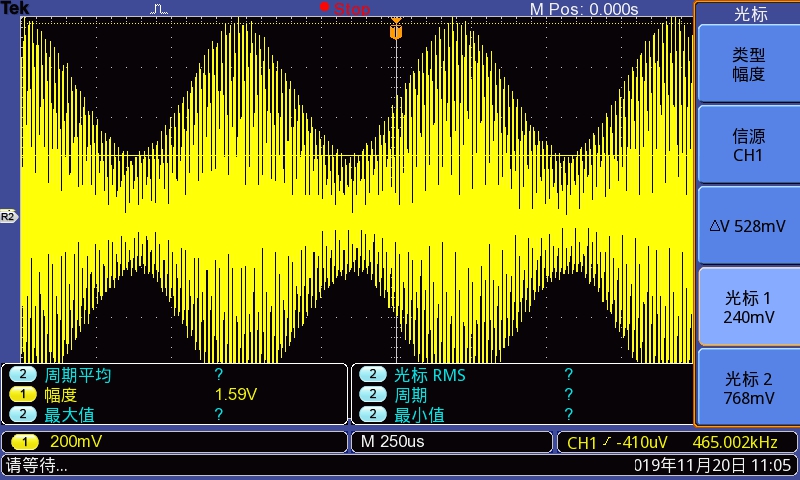 Tek
Stop
M Pos: 0.000s
光标
T
类型
幅度
信源
CH1
R2
△V 528mV
光标 1
240mV
光标 2
768mV
2 周期平均 ?
1 幅度 1.59V
2 最大值 ?
2 光标 RMS ?
2 周期 ?
2 最小值 ?
1 200mV
M 250us
CH1 -410uV
465.002kHz
请等待...
019年11月20日 11:05